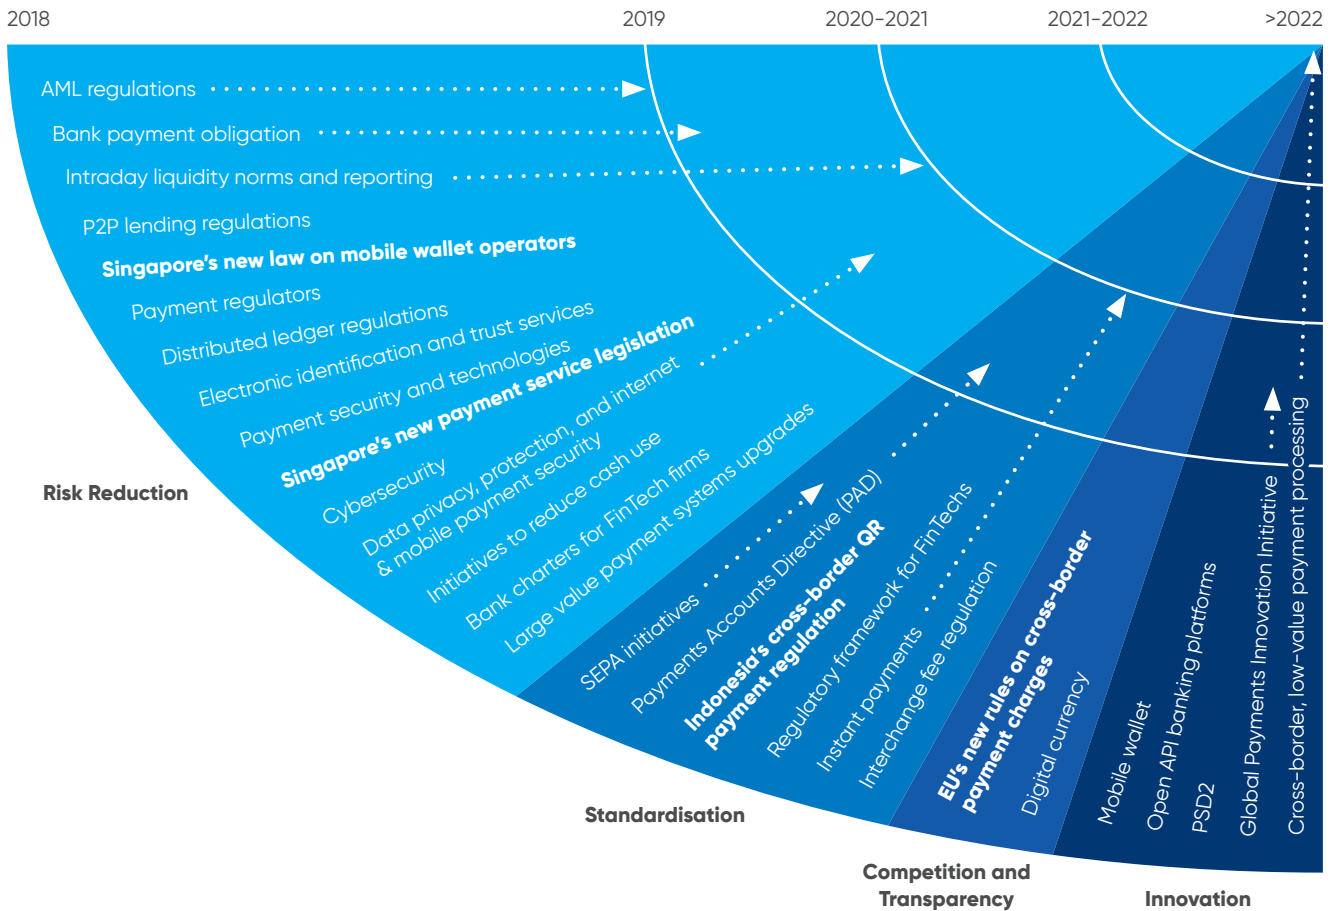 2018
2019
2020-2021
2021-2022
>2022
AML regulations
Bank payment obligation
Intraday liquidity norms and reporting
P2P lending regulations
Singapore's new law on mobile wallet operators
Payment regulators
Distributed ledger regulations
Electronic identification and trust services
Payment security and technologies
Singapore's new payment service legislation
Cybersecurity
Data privacy, protection, and internet
& mobile payment security
Initiatives to reduce cash use
Bank charters for FinTech firms
Large value payment systems upgrades
Risk Reduction
SEPA initiatives
Payments Accounts Directive (PAD)
Indonesia's cross-border QR
payment regulation
Regulatory framework for FinTechs
Instant payments
Interchange fee regulation
Standardisation
EU's new rules on cross-border
payment charges
Digital currency
Competition and
Transparency
Mobile wallet
Open API banking platforms
PSD2
Global Payments Innovation Initiative
Cross-border, low-value payment processing
Innovation